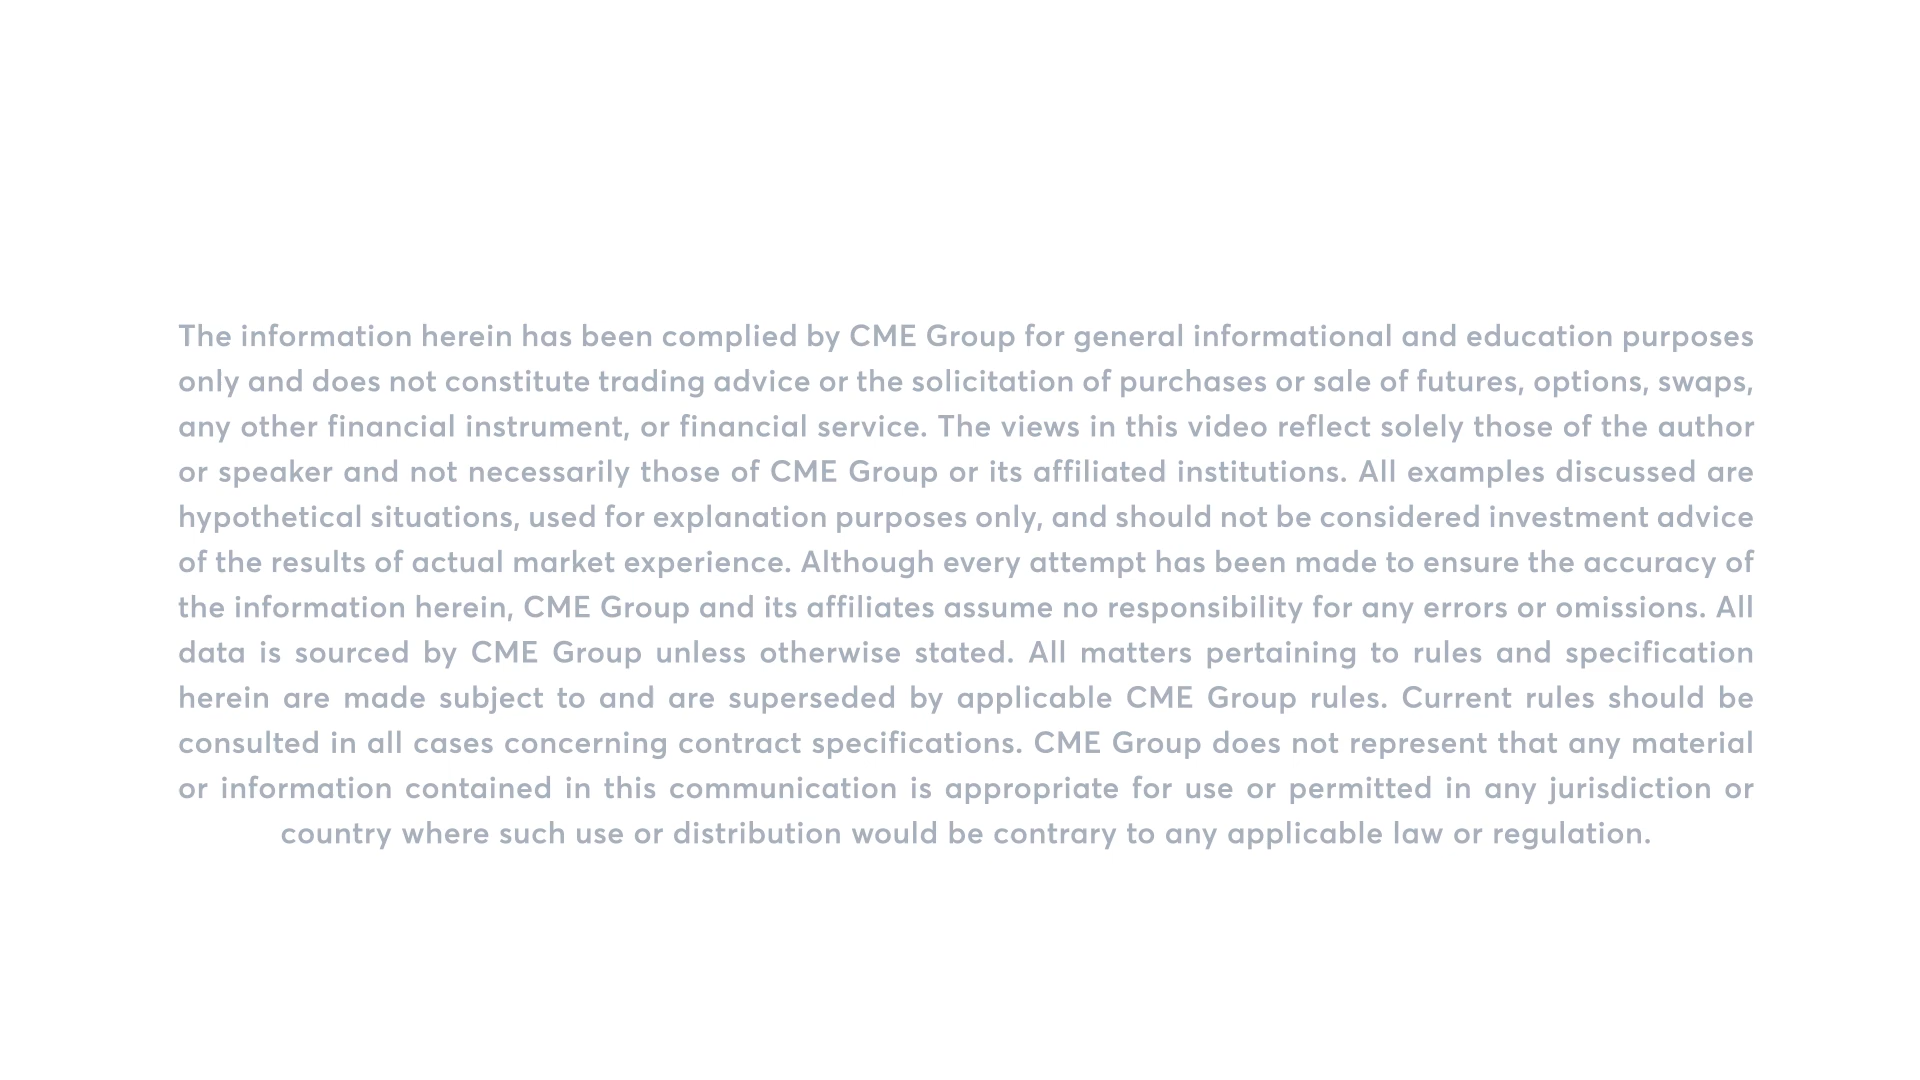 The information herein has been complied by CME Group for general informational and education purposes
only and does not constitute trading advice or the solicitation of purchases or sale of futures, options, swaps,
any other financial instrument, or financial service. The views in this video reflect solely those of the author
or speaker and not necessarily those of CME Group or its affiliated institutions. All examples discussed are
hypothetical situations, used for explanation purposes only, and should not be considered investment advice
of the results of actual market experience. Although every attempt has been made to ensure the accuracy of
the information herein, CME Group and its affiliates assume no responsibility for any errors or omissions. All
data is sourced by CME Group unless otherwise stated. All matters pertaining to rules and specification
herein are made subject to and are superseded by applicable CME Group rules. Current rules should be
consulted in all cases concerning contract specifications. CME Group does not represent that any material
or information contained in this communication is appropriate for use or permitted in any jurisdiction or
country where such use or distribution would be contrary to any applicable law or regulation.